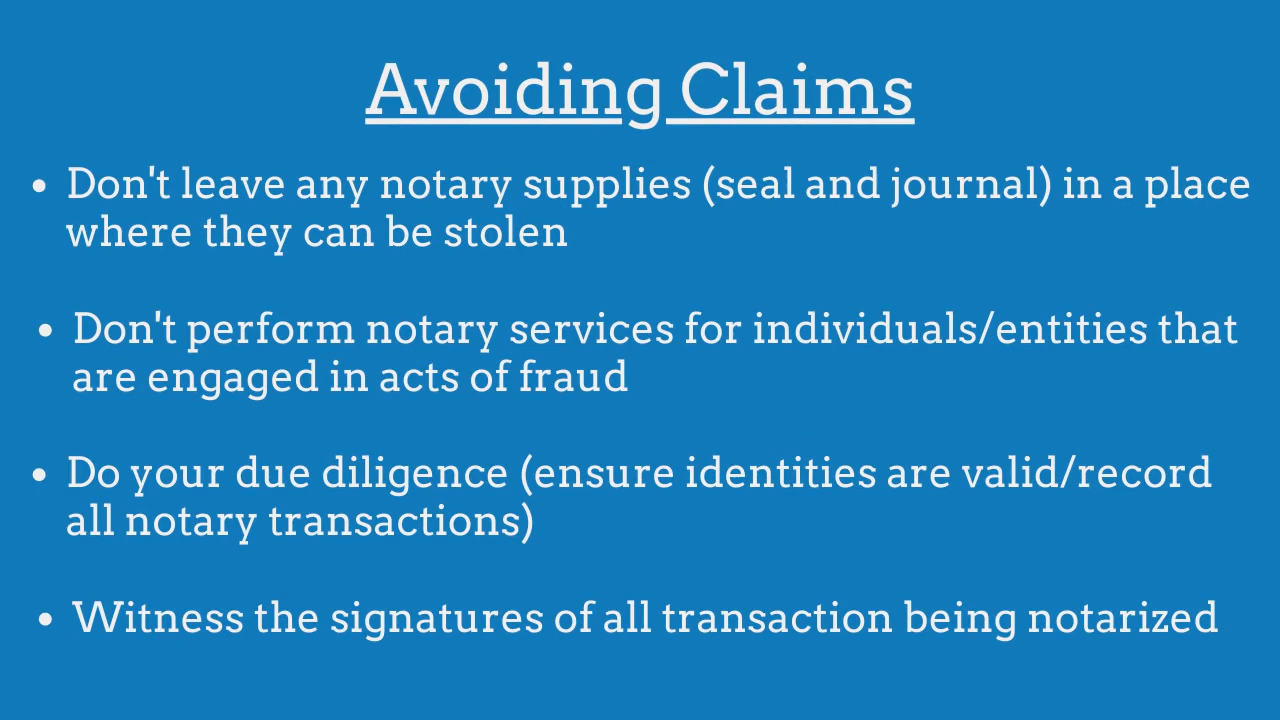 Avoiding Claims
• Don't leave any notary supplies (seal and journal) in a place
where they can be stolen
• Don't perform notary services for individuals/entities that
are engaged in acts of fraud
• Do your due diligence (ensure identities are valid/record
all notary transactions)
• Witness the signatures of all transaction being notarized